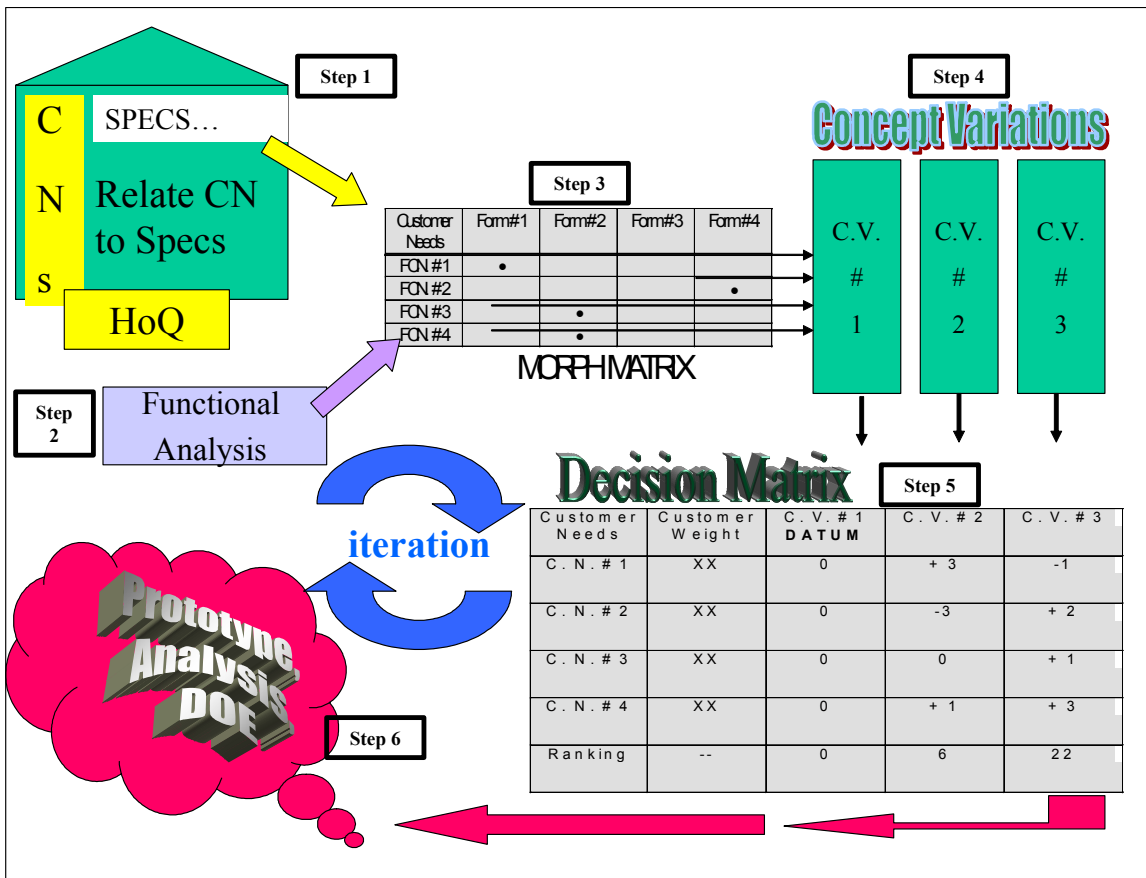 Step 1
C
N
s
SPECS…
Relate CN
to Specs
HoQ
Step
2
Functional
Analysis
Step 3
Customer Needs Form#1 Form#2 Form#3 Form#4
FCN #1 •
FCN #2 •
FCN #3 •
FCN #4 •
MORPH MATRIX
Step 4
Concept Variations
C.V.
#
1
C.V.
#
2
C.V.
#
3
Decision Matrix
Step 5
Customer Needs Customer Weight C.V.#1 DATUM C.V.#2 C.V.#3
C.N.#1 XX 0 +3 -1
C.N.#2 XX 0 -3 +2
C.N.#3 XX 0 0 +1
C.N.#4 XX 0 +1 +3
Ranking -- 0 6 22
iteration
Prototype,
Analysis,
DOE
Step 6